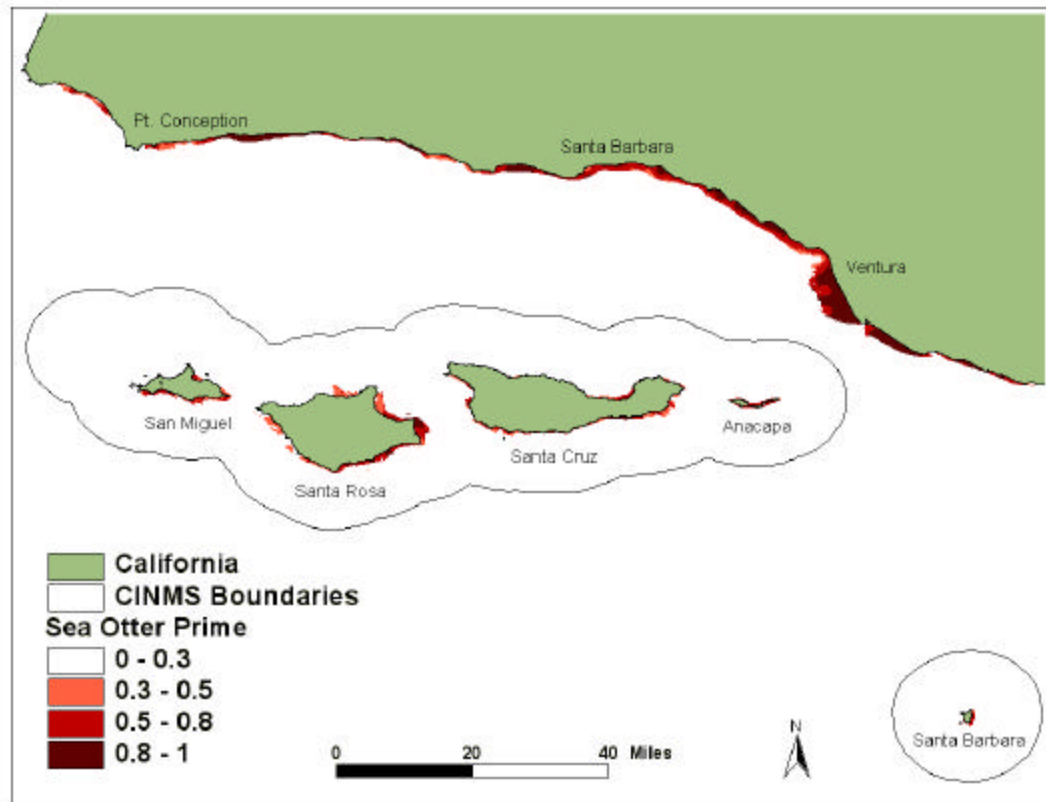 Pt. Conception
Santa Barbara
Ventura
San Miguel
Santa Rosa
Santa Cruz
Anacapa
California
CINMS Boundaries
Sea Otter Prime
0 - 0.3
0.3 - 0.5
0.5 - 0.8
0.8 - 1
0 20 40 Miles
N
Santa Barbara